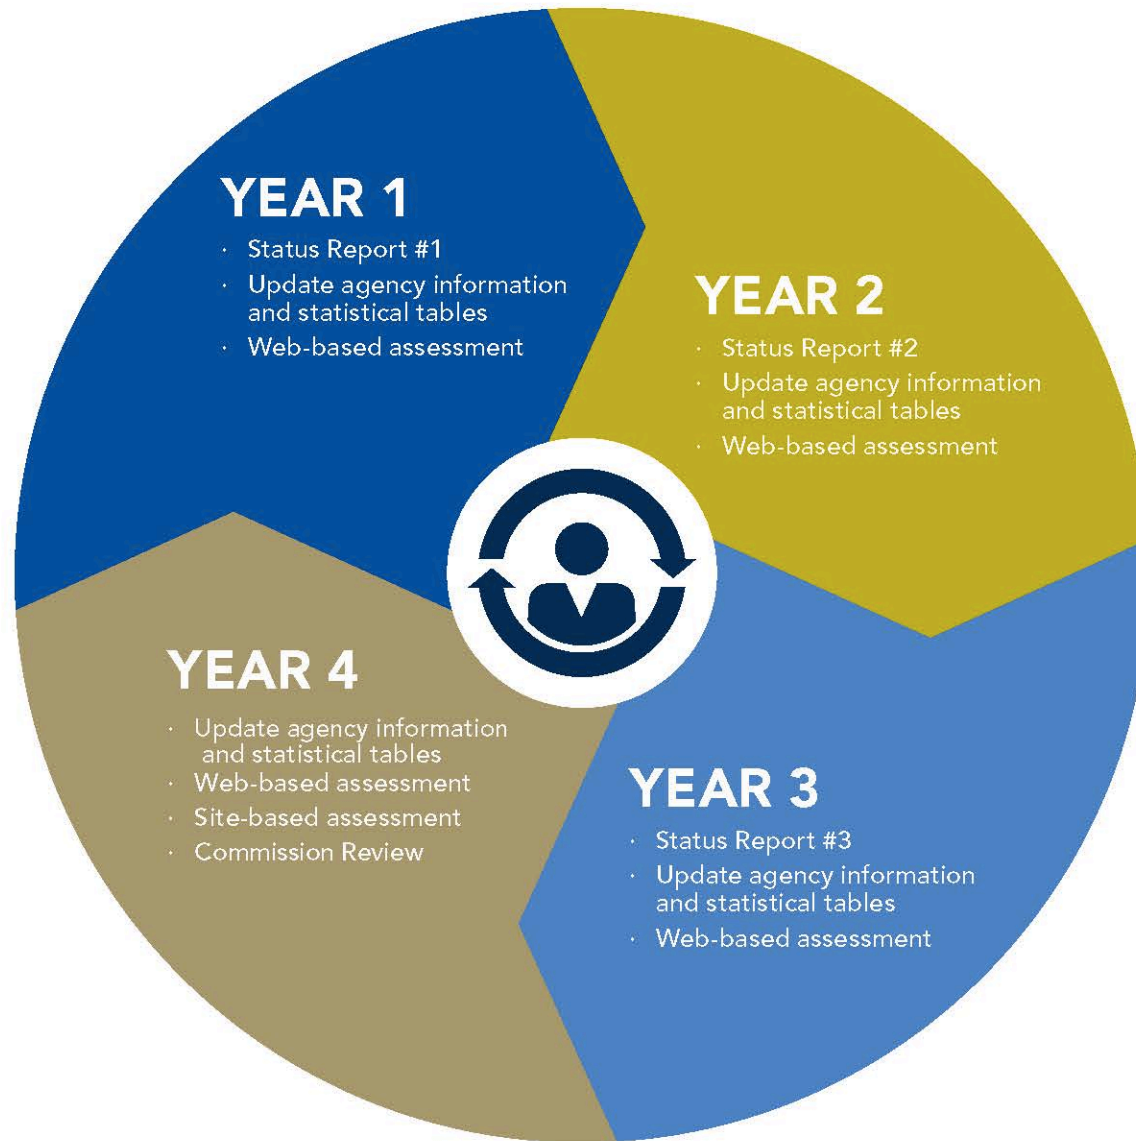 YEAR 1
· Status Report #1
· Update agency information
and statistical tables
· Web-based assessment
YEAR 2
· Status Report #2
· Update agency information
and statistical tables
· Web-based assessment
YEAR 3
· Status Report #3
· Update agency information
and statistical tables
· Web-based assessment
YEAR 4
· Update agency information
and statistical tables
· Web-based assessment
· Site-based assessment
· Commission Review